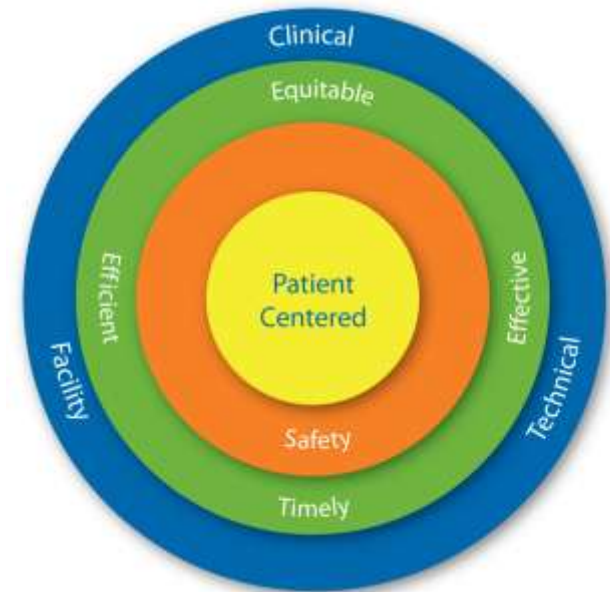 Clinical
Equitable
Efficient
Patient
Centered
Effective
Facility
Technical
Safety
Timely